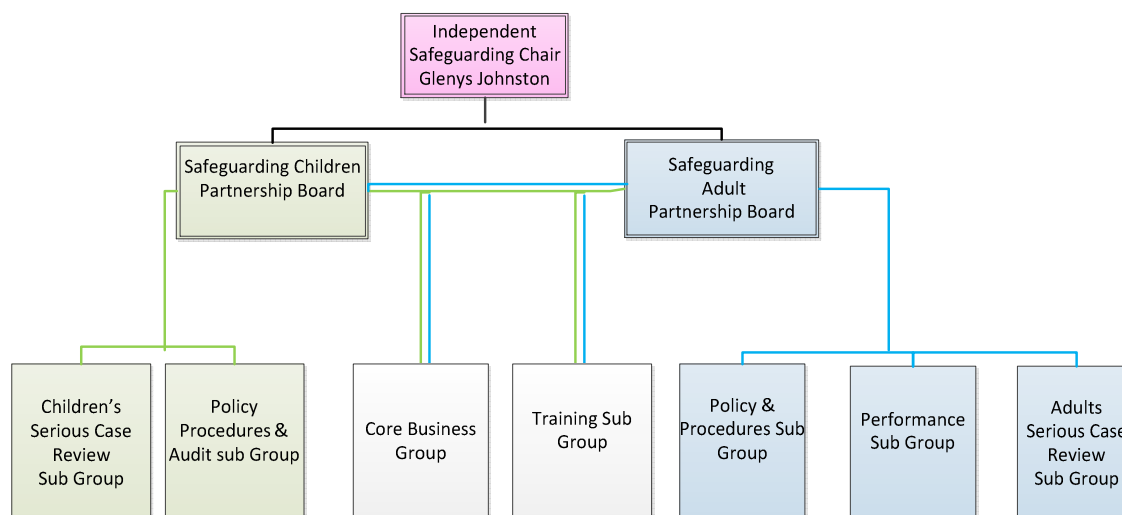 Independent
Safeguarding Chair
Glenys Johnston
Safeguarding Children
Partnership Board
Safeguarding
Adult
Partnership Board
Children’s
Serious Case
Review
Sub Group
Policy
Procedures &
Audit sub Group
Core Business
Group
Training Sub
Group
Policy &
Procedures Sub
Group
Performance
Sub Group
Adults
Serious Case
Review
Sub Group